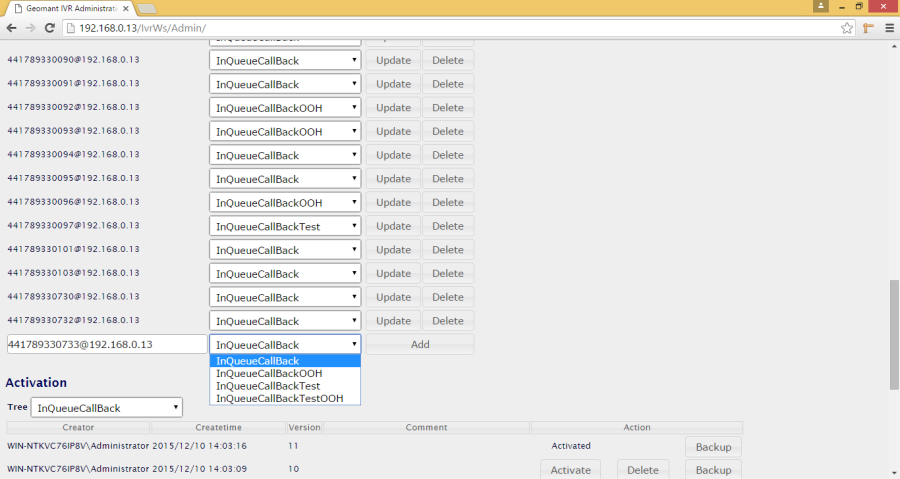 Geomant IVR Administrato
192.168.0.13/IvrWs/Admin/
InQueueCallBack Update Delete
441789330090@192.168.0.13 InQueueCallBack Update Delete
441789330091@192.168.0.13 InQueueCallBack Update Delete
441789330092@192.168.0.13 InQueueCallBackOOH Update Delete
441789330093@192.168.0.13 InQueueCallBackOOH Update Delete
441789330094@192.168.0.13 InQueueCallBack Update Delete
441789330095@192.168.0.13 InQueueCallBack Update Delete
441789330096@192.168.0.13 InQueueCallBackOOH Update Delete
441789330097@192.168.0.13 InQueueCallBackTest Update Delete
441789330101@192.168.0.13 InQueueCallBack Update Delete
441789330103@192.168.0.13 InQueueCallBack Update Delete
441789330730@192.168.0.13 InQueueCallBack Update Delete
441789330732@192.168.0.13 InQueueCallBack Update Delete
441789330733@192.168.0.13 InQueueCallBack Add
InQueueCallBack
InQueueCallBackOOH
InQueueCallBackTest
InQueueCallBackTestOOH
Activation
Tree InQueueCallBack
Creator Createtime Version Comment Action
WIN-NTKVC76IP8V\Administrator 2015/12/10 14:03:16 11 Activated Backup
WIN-NTKVC76IP8V\Administrator 2015/12/10 14:03:09 10 Activate Delete Backup